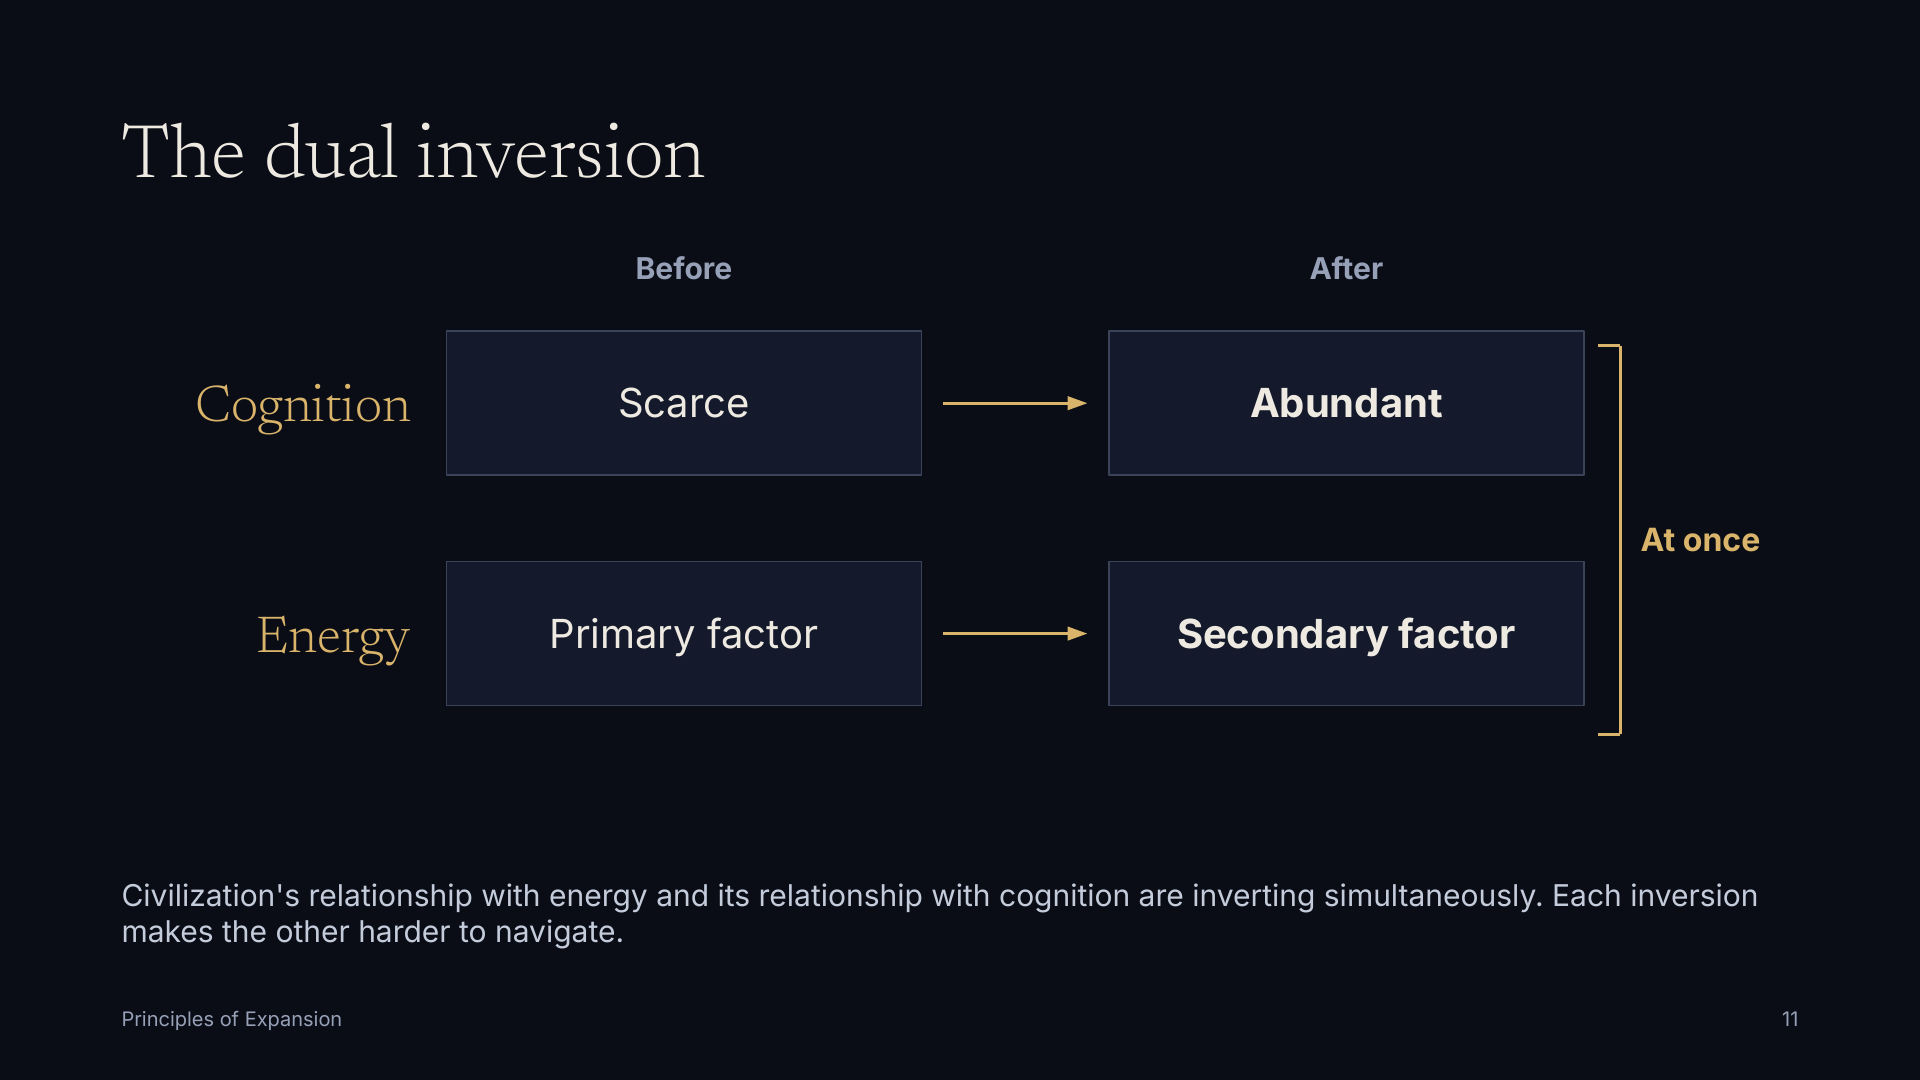 The dual inversion
Before
After
Cognition
Scarce
Abundant
At once
Energy
Primary factor
Secondary factor
Civilization's relationship with energy and its relationship with cognition are inverting simultaneously. Each inversion
makes the other harder to navigate.
Principles of Expansion
11